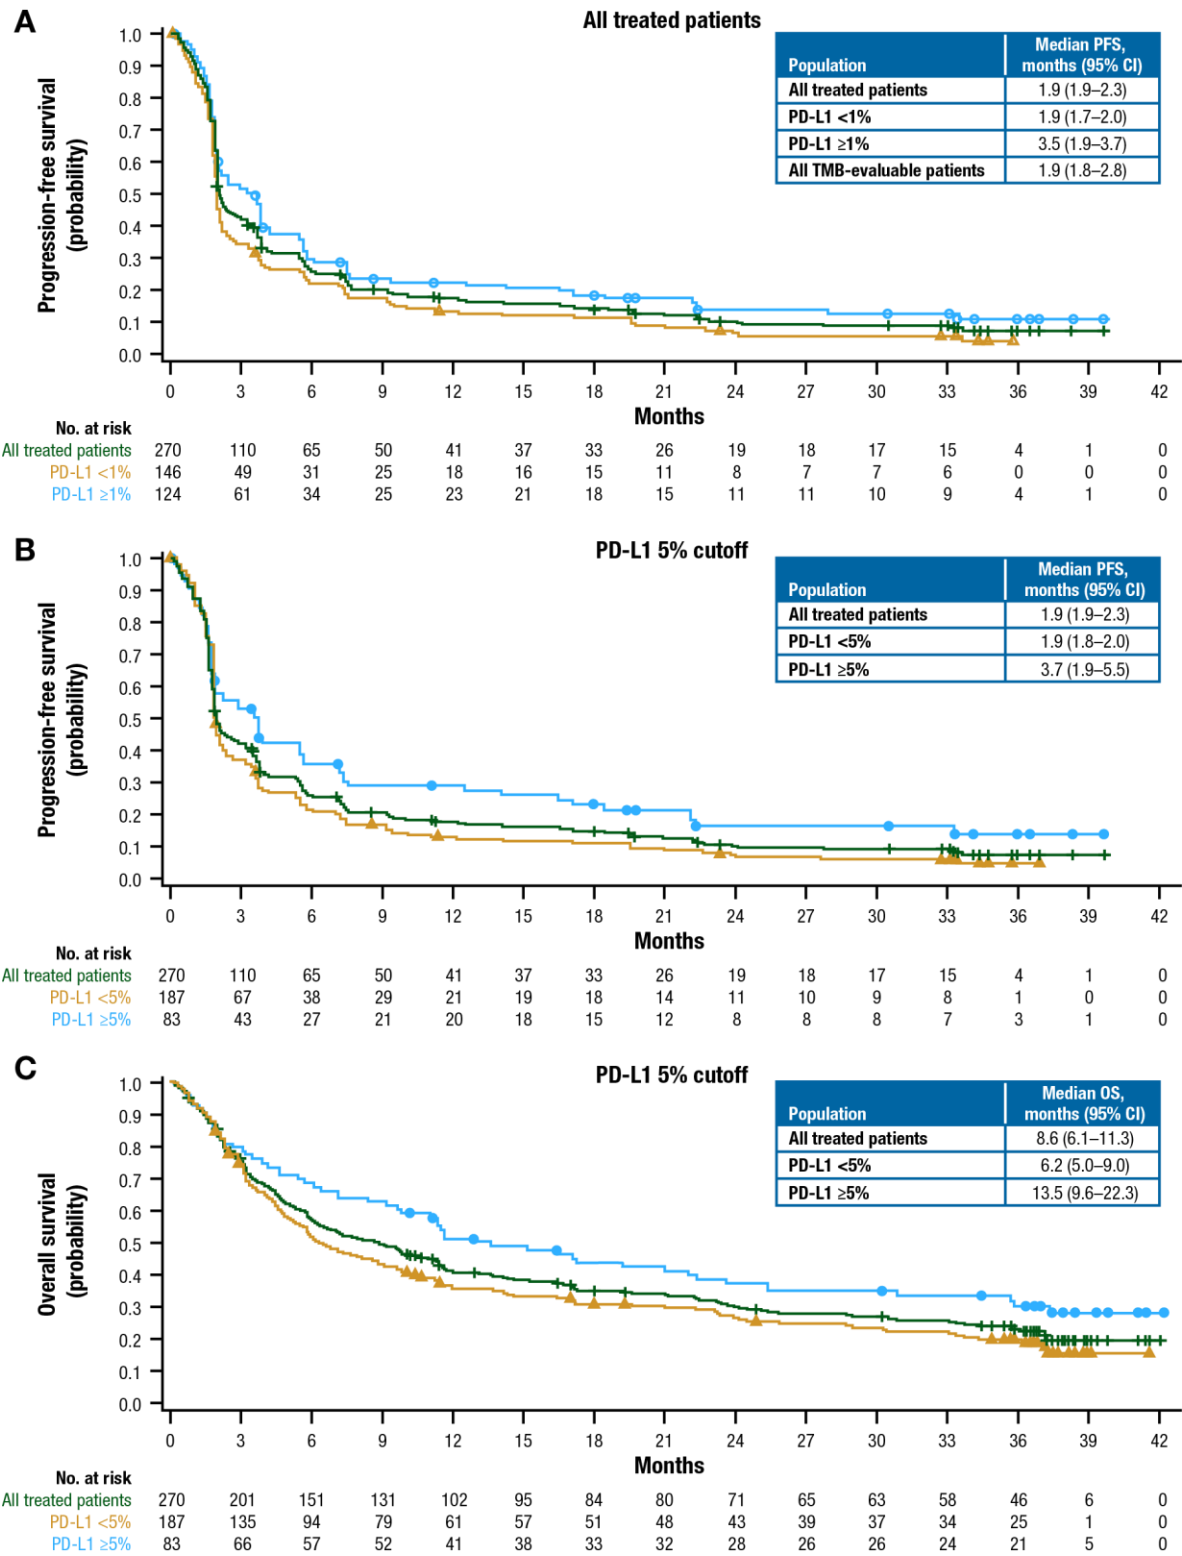 A
All treated patients
Progression-free survival
(probability)
1.0
0.9
0.8
0.7
0.6
0.5
0.4
0.3
0.2
0.1
0.0
Population Median PFS,
months (95% CI)
All treated patients 1.9 (1.9–2.3)
PD-L1 <1% 1.9 (1.7–2.0)
PD-L1 ≥1% 3.5 (1.9–3.7)
All TMB-evaluable patients 1.9 (1.8–2.8)
0 3 6 9 12 15 18 21 24 27 30 33 36 39 42
Months
No. at risk
All treated patients 270 110 65 50 41 37 33 26 19 18 17 15 4 1 0
PD-L1 <1% 146 49 31 25 18 16 15 11 8 7 7 6 0 0 0
PD-L1 ≥1% 124 61 34 25 23 21 18 15 11 11 10 9 4 1 0
B
PD-L1 5% cutoff
Progression-free survival
(probability)
1.0
0.9
0.8
0.7
0.6
0.5
0.4
0.3
0.2
0.1
0.0
Population Median PFS,
months (95% CI)
All treated patients 1.9 (1.9–2.3)
PD-L1 <5% 1.9 (1.8–2.0)
PD-L1 ≥5% 3.7 (1.9–5.5)
0 3 6 9 12 15 18 21 24 27 30 33 36 39 42
Months
No. at risk
All treated patients 270 110 65 50 41 37 33 26 19 18 17 15 4 1 0
PD-L1 <5% 187 67 38 29 21 19 18 14 11 10 9 8 1 0 0
PD-L1 ≥5% 83 43 27 21 20 18 15 12 8 8 8 7 3 1 0
C
PD-L1 5% cutoff
Overall survival
(probability)
1.0
0.9
0.8
0.7
0.6
0.5
0.4
0.3
0.2
0.1
0.0
Population Median OS,
months (95% CI)
All treated patients 8.6 (6.1–11.3)
PD-L1 <5% 6.2 (5.0–9.0)
PD-L1 ≥5% 13.5 (9.6–22.3)
0 3 6 9 12 15 18 21 24 27 30 33 36 39 42
Months
No. at risk
All treated patients 270 201 151 131 102 95 84 80 71 65 63 58 46 6 0
PD-L1 <5% 187 135 94 79 61 57 51 48 43 39 37 34 25 1 0
PD-L1 ≥5% 83 66 57 52 41 38 33 32 28 26 26 24 21 5 0